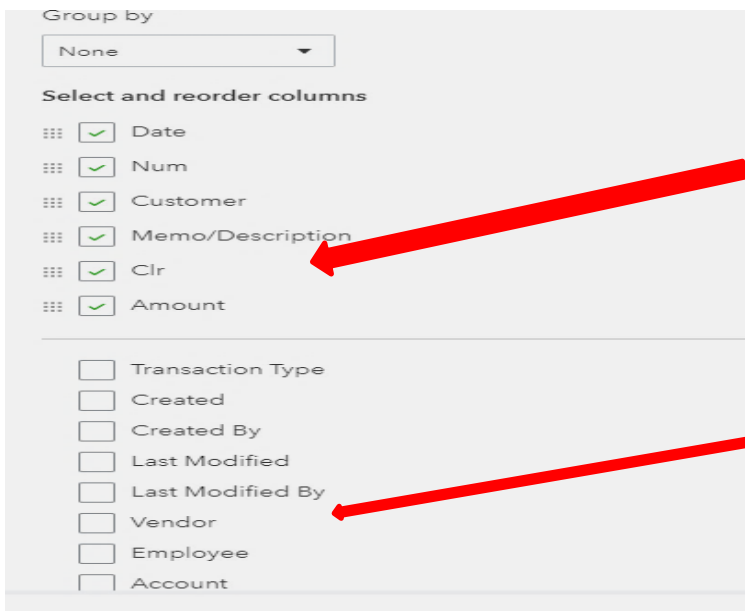 Group by
None
Select and reorder columns
Date
Num
Customer
Memo/Description
Clr
Amount
Transaction Type
Created
Created By
Last Modified
Last Modified By
Vendor
Employee
Account